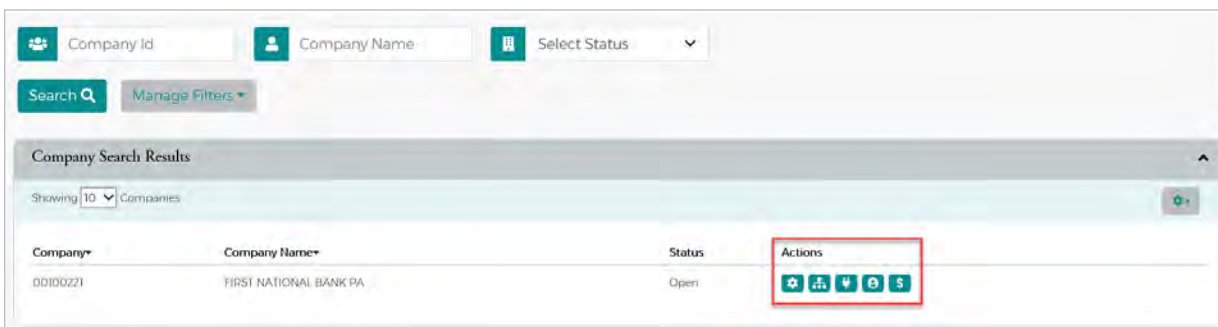 Company Id Company Name Select Status
Search Manage Filters
Company Search Results
Showing 10 Companies
Company Company Name Status Actions
00100221 FIRST NATIONAL BANK PA Open $